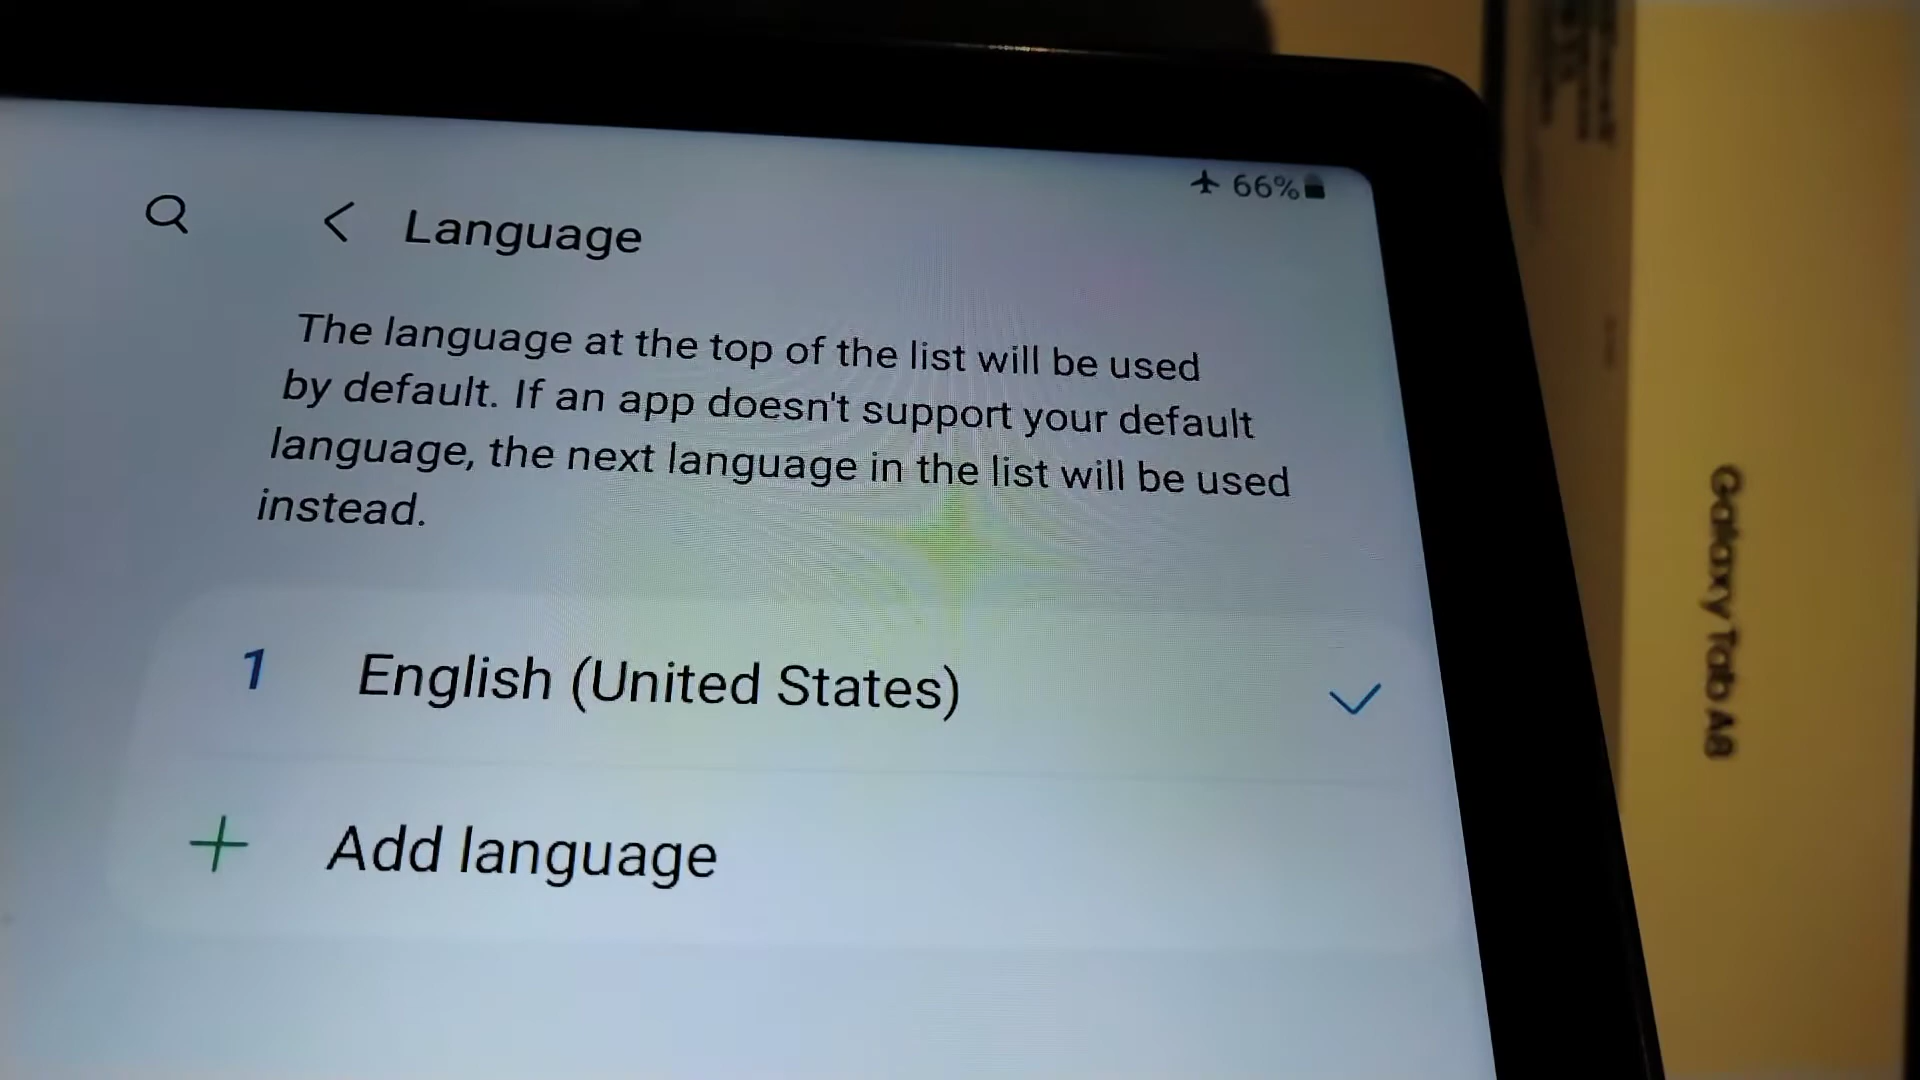 66%
Language
The language at the top of the list will be used
by default. If an app doesn't support your default
language, the next language in the list will be used
instead.
1 English (United States)
Add language
Galaxy Tab A8